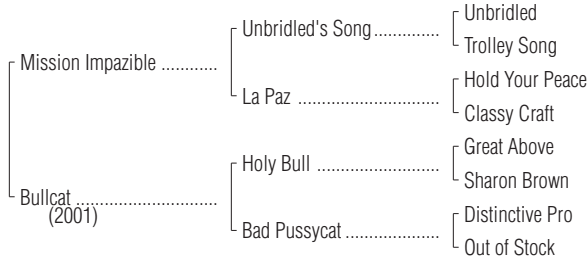 Unbridled
Unbridled's Song..............
Trolley Song
Mission Impazible ............
Hold Your Peace
La Paz ..............................
Classy Craft
Great Above
Holy Bull ..........................
Sharon Brown
Bullcat ..............................
(2001)
Distinctive Pro
Bad Pussycat ....................
Out of Stock